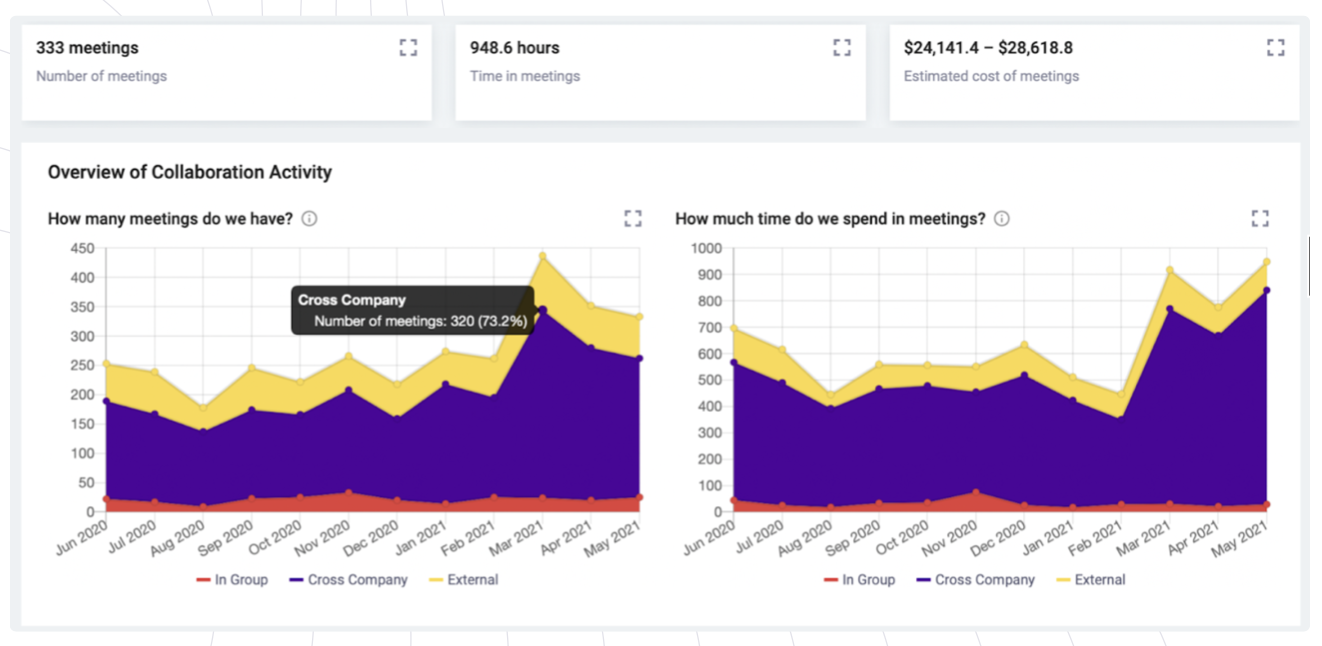 333 meetings
Number of meetings
948.6 hours
Time in meetings
$24,141.4 – $28,618.8
Estimated cost of meetings
Overview of Collaboration Activity
How many meetings do we have?
450
400
350
300
250
200
150
100
50
0
Cross Company
Number of meetings: 320 (73.2%)
Jun 2020
Jul 2020
Aug 2020
Sep 2020
Oct 2020
Nov 2020
Dec 2020
Jan 2021
Feb 2021
Mar 2021
Apr 2021
May 2021
In Group
Cross Company
External
How much time do we spend in meetings?
1000
900
800
700
600
500
400
300
200
100
0
Jun 2020
Jul 2020
Aug 2020
Sep 2020
Oct 2020
Nov 2020
Dec 2020
Jan 2021
Feb 2021
Mar 2021
Apr 2021
May 2021
In Group
Cross Company
External